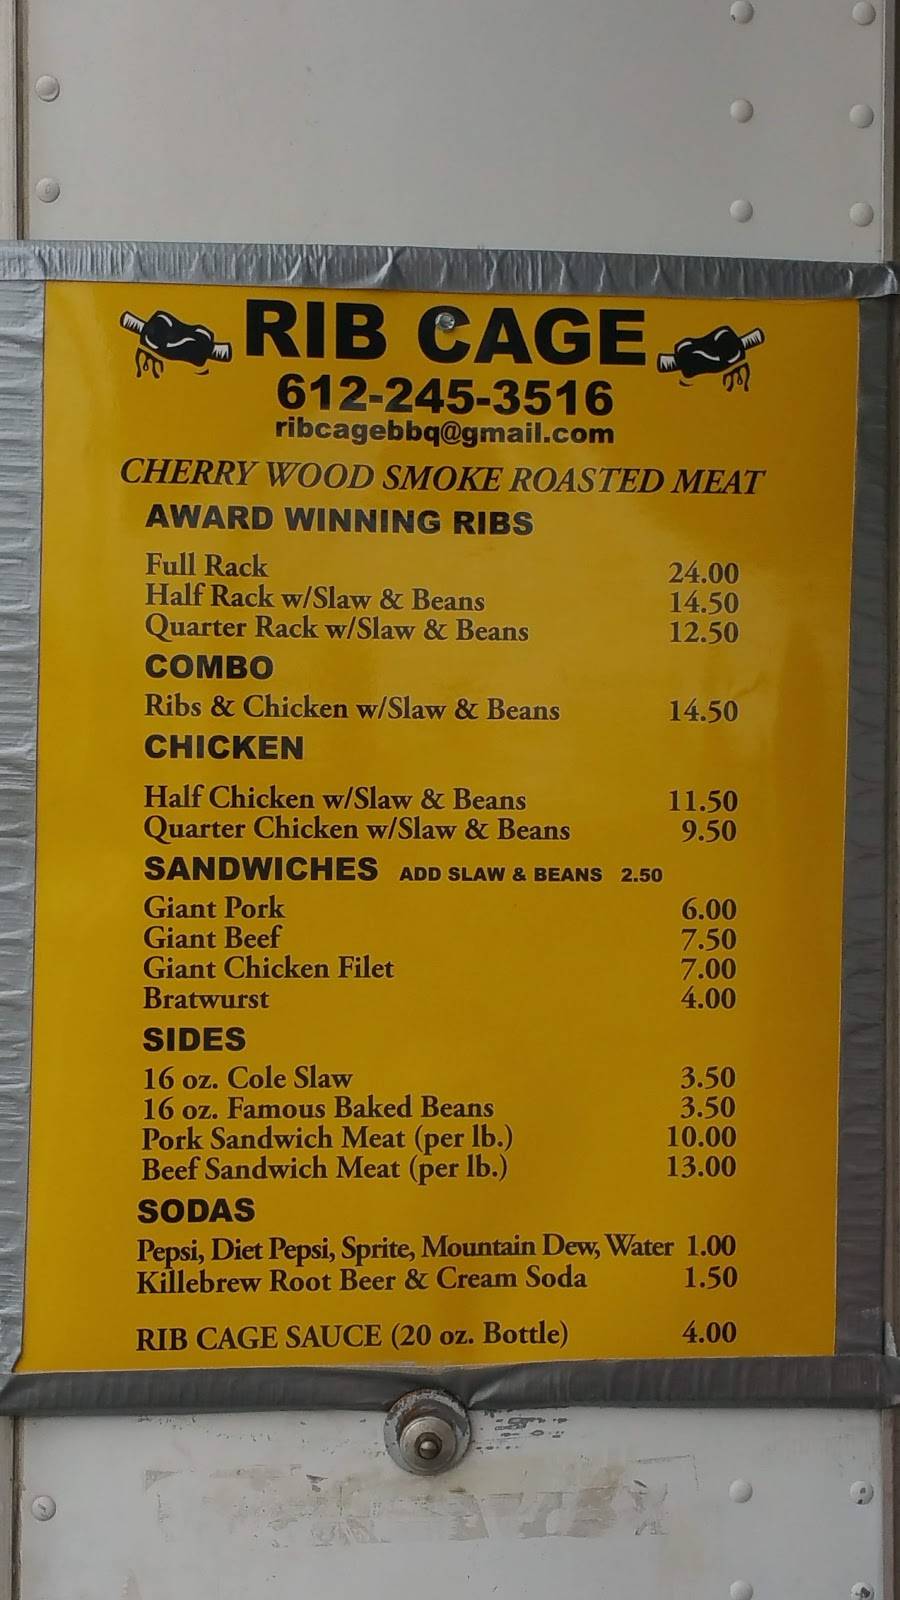 RIB CAGE
612-245-3516
ribcagebbq@gmail.com
CHERRY WOOD SMOKE ROASTED MEAT
AWARD WINNING RIBS
Full Rack 24.00
Half Rack w/Slaw & Beans 14.50
Quarter Rack w/Slaw & Beans 12.50
COMBO
Ribs & Chicken w/Slaw & Beans 14.50
CHICKEN
Half Chicken w/Slaw & Beans 11.50
Quarter Chicken w/Slaw & Beans 9.50
SANDWICHES ADD SLAW & BEANS 2.50
Giant Pork 6.00
Giant Beef 7.50
Giant Chicken Filet 7.00
Bratwurst 4.00
SIDES
16 oz. Cole Slaw 3.50
16 oz. Famous Baked Beans 3.50
Pork Sandwich Meat (per lb.) 10.00
Beef Sandwich Meat (per lb.) 13.00
SODAS
Pepsi, Diet Pepsi, Sprite, Mountain Dew, Water 1.00
Killebrew Root Beer & Cream Soda 1.50
RIB CAGE SAUCE (20 oz. Bottle) 4.00